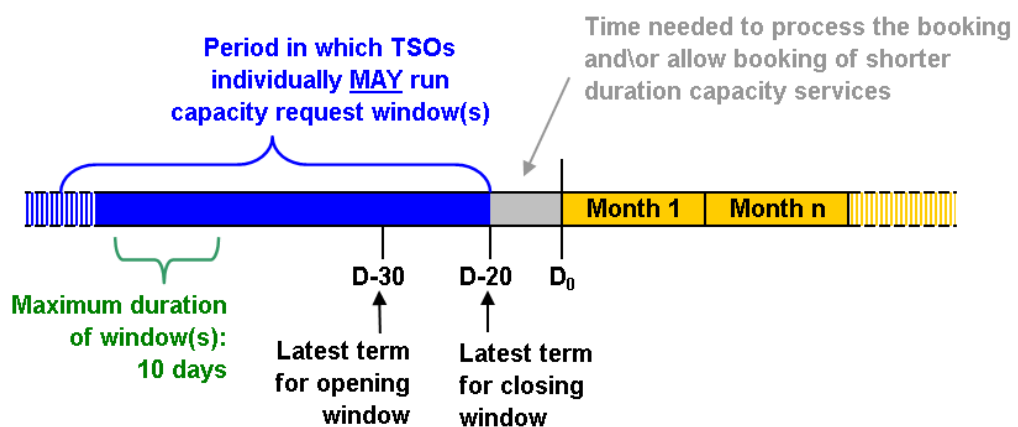 Time needed to process the booking
and\or allow booking of shorter
duration capacity services
Period in which TSOs
individually MAY run
capacity request window(s)
Month 1
Month n
D-30
D-20
D₀
Maximum duration
of window(s):
10 days
Latest term
for opening
window
Latest term
for closing
window